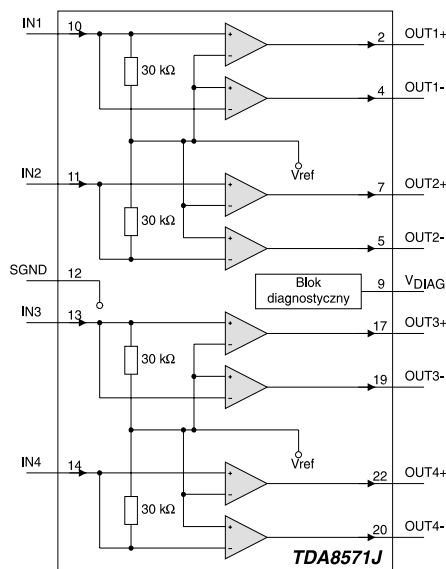 IN1 10 2 OUT1+
30 kΩ
4 OUT1-
Vref
IN2 11 7 OUT2+
30 kΩ
5 OUT2-
SGND 12
Blok
diagnostyczny
9 VDIAG
IN3 13 17 OUT3+
30 kΩ
19 OUT3-
Vref
IN4 14 22 OUT4+
30 kΩ
20 OUT4-
TDA8571J